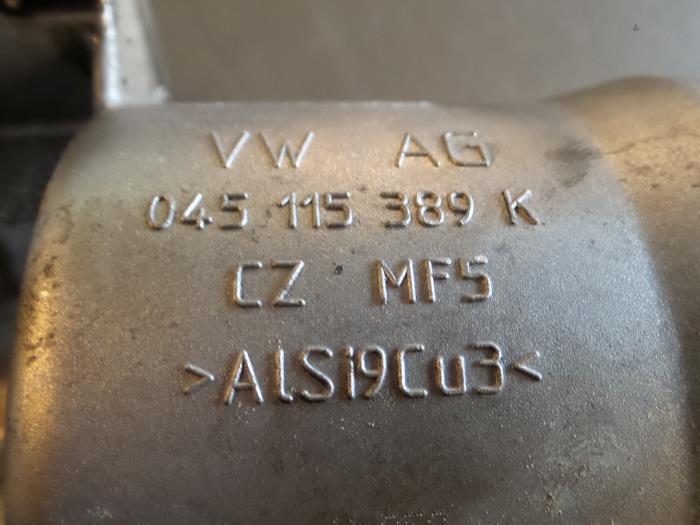 VW AG
045 115 389 K
CZ MF5
>AlSi9Cu3<